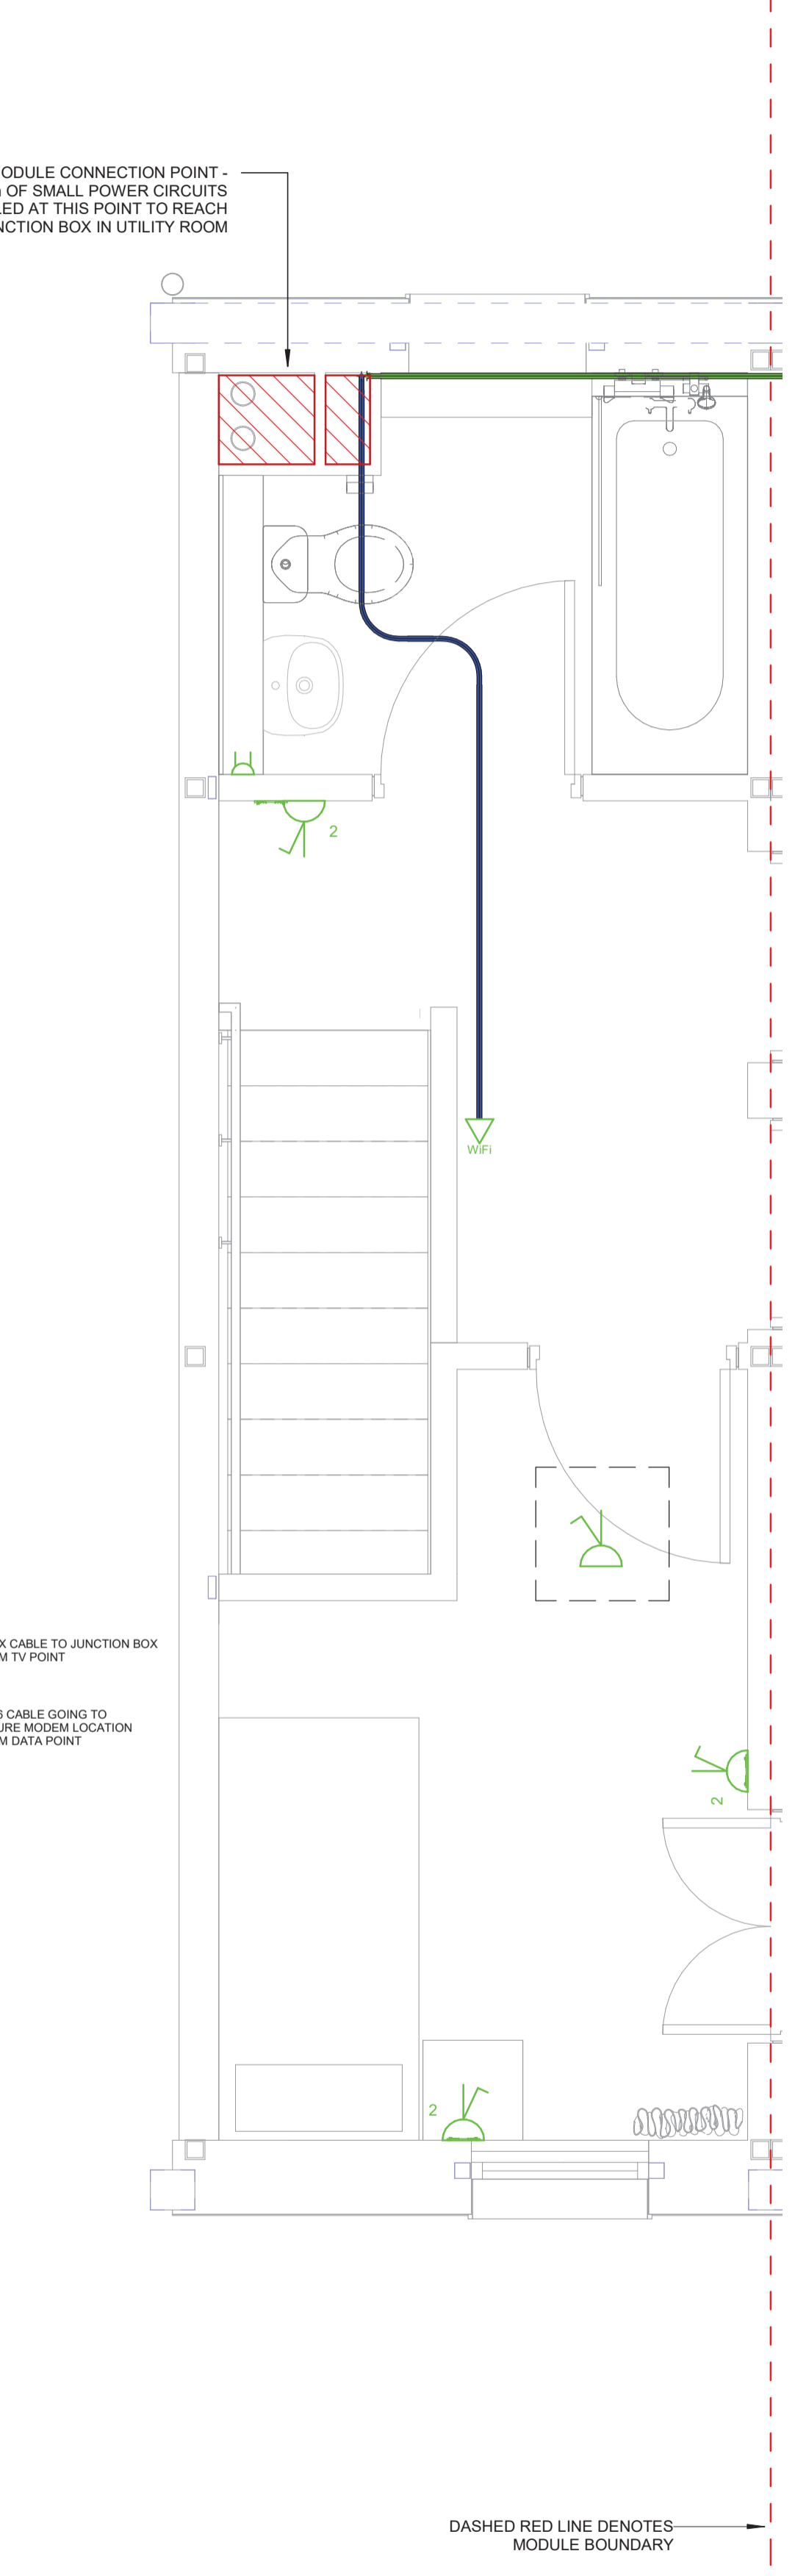 ODULE CONNECTION POINT -
OF SMALL POWER CIRCUITS
LED AT THIS POINT TO REACH
NCTION BOX IN UTILITY ROOM
2
WiFi
X CABLE TO JUNCTION BOX
M TV POINT
6 CABLE GOING TO
URE MODEM LOCATION
M DATA POINT
2
2
DASHED RED LINE DENOTES
MODULE BOUNDARY